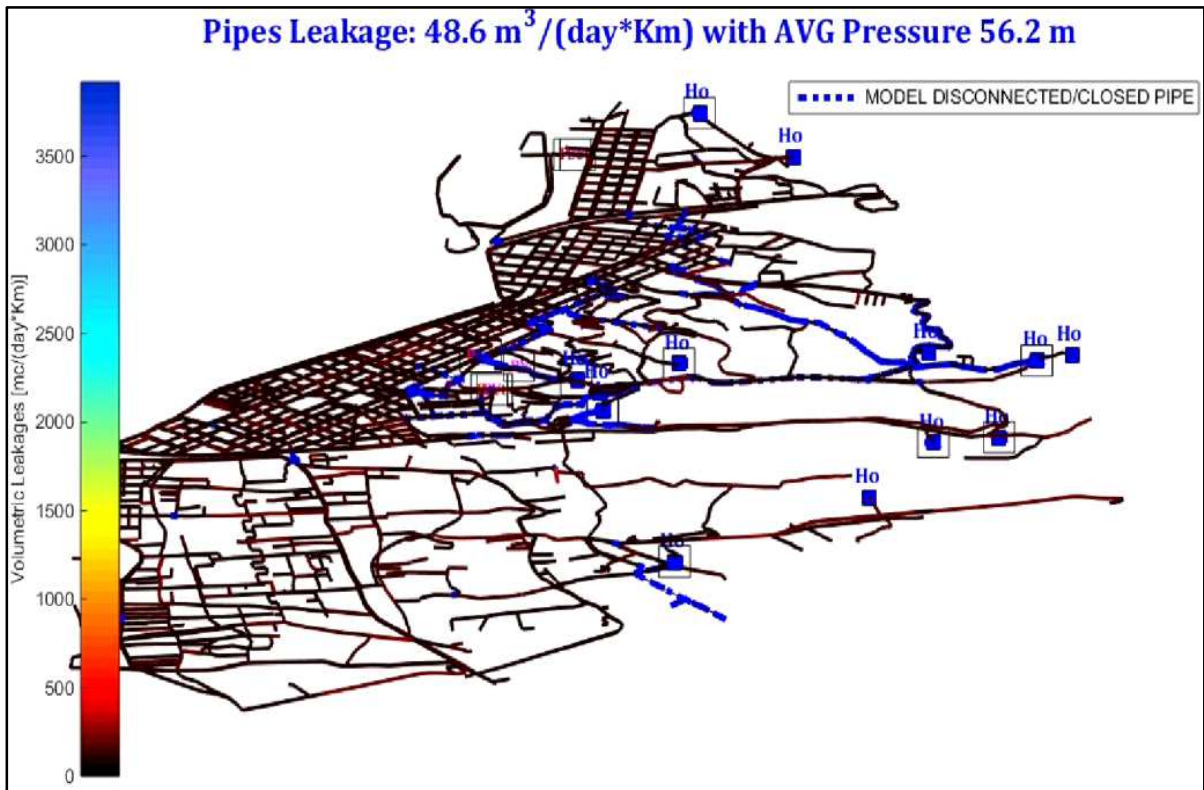 Pipes Leakage: 48.6 m³/(day*Km) with AVG Pressure 56.2 m
MODEL DISCONNECTED/CLOSED PIPE
Volumetric Leakages [mc/(day*Km)]
3500
3000
2500
2000
1500
1000
500
0
Ho
Ho
Ho
Ho
Ho
Ho
Ho
Ho
Ho
Ho
Ho
Ho